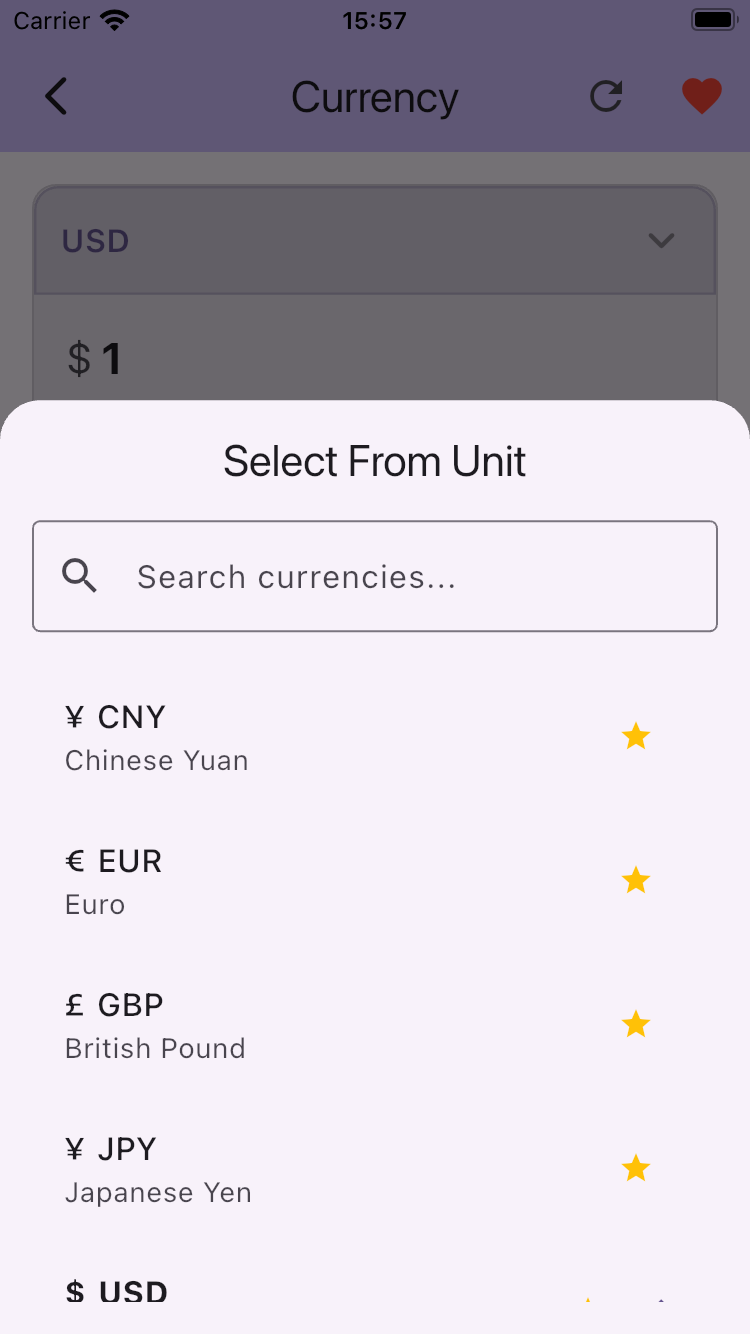 Carrier 15:57
Currency
USD
$ 1
Select From Unit
Search currencies...
¥ CNY
Chinese Yuan
€ EUR
Euro
£ GBP
British Pound
¥ JPY
Japanese Yen
$ USD